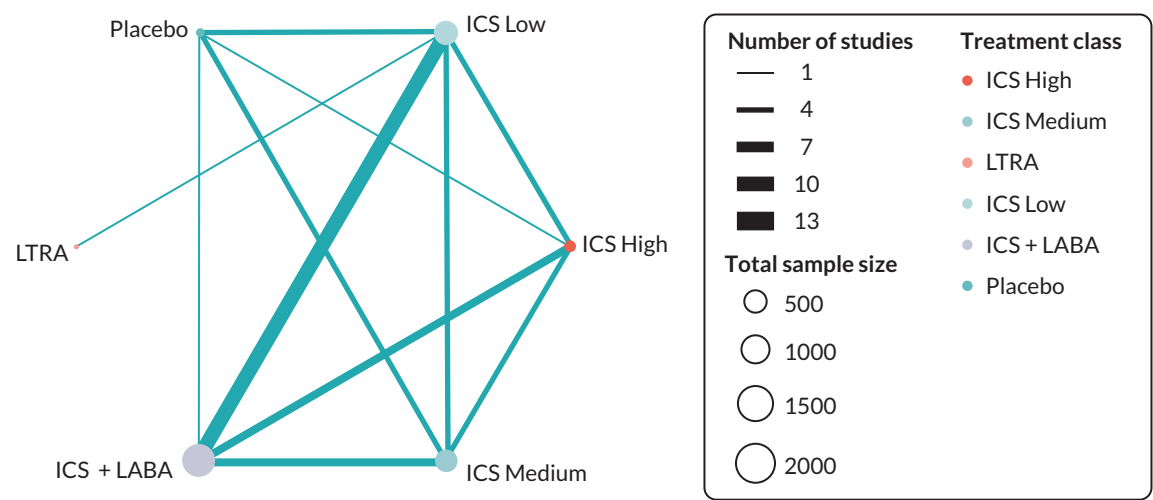 Placebo
ICS Low
LTRA
ICS High
ICS + LABA
ICS Medium
Number of studies
1
4
7
10
13
Total sample size
500
1000
1500
2000
Treatment class
ICS High
ICS Medium
LTRA
ICS Low
ICS + LABA
Placebo